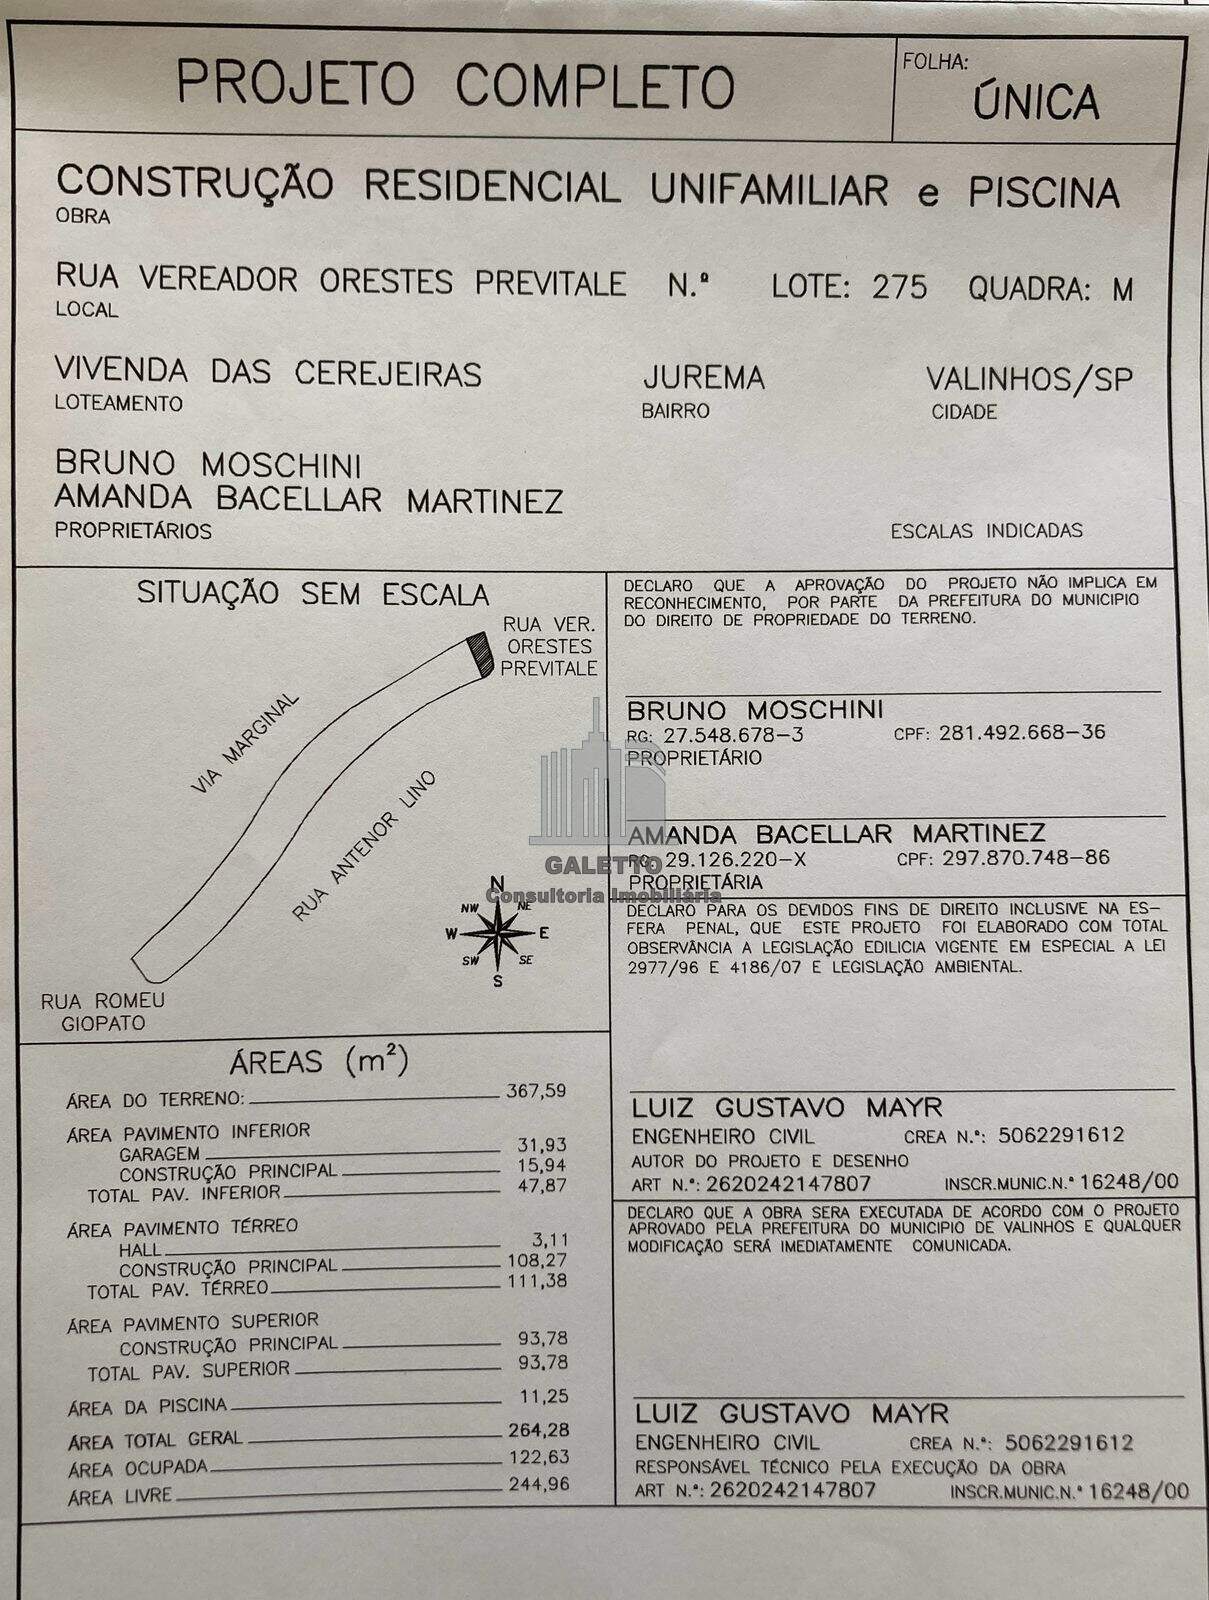 PROJETO COMPLETO
FOLHA:
ÚNICA
CONSTRUÇÃO RESIDENCIAL UNIFAMILIAR e PISCINA
OBRA
RUA VEREADOR ORESTES PREVITALE N.º LOTE: 275 QUADRA: M
LOCAL
VIVENDA DAS CEREJEIRAS JUREMA VALINHOS/SP
LOTEAMENTO BAIRRO CIDADE
BRUNO MOSCHINI
AMANDA BACELLAR MARTINEZ
PROPRIETÁRIOS ESCALAS INDICADAS
SITUAÇÃO SEM ESCALA
RUA VER.
ORESTES
PREVITALE
VIA MARGINAL
RUA ANTENOR LINO
RUA ROMEU
GIOPATO
N
NW NE
W E
SW SE
S
DECLARO QUE A APROVAÇÃO DO PROJETO NÃO IMPLICA EM
RECONHECIMENTO, POR PARTE DA PREFEITURA DO MUNICIPIO
DO DIREITO DE PROPRIEDADE DO TERRENO.
BRUNO MOSCHINI
RG: 27.548.678-3 CPF: 281.492.668-36
PROPRIETÁRIO
AMANDA BACELLAR MARTINEZ
RG: 29.126.220-X CPF: 297.870.748-86
PROPRIETÁRIA
GALETTO
Consultoria Imobiliária
DECLARO PARA OS DEVIDOS FINS DE DIREITO INCLUSIVE NA ES-
FERA PENAL, QUE ESTE PROJETO FOI ELABORADO COM TOTAL
OBSERVÂNCIA A LEGISLAÇÃO EDILICIA VIGENTE EM ESPECIAL A LEI
2977/96 E 4186/07 E LEGISLAÇÃO AMBIENTAL.
LUIZ GUSTAVO MAYR
ENGENHEIRO CIVIL CREA N.º: 5062291612
AUTOR DO PROJETO E DESENHO
ART N.º: 2620242147807 INSCR.MUNIC.N.º 16248/00
DECLARO QUE A OBRA SERA EXECUTADA DE ACORDO COM O PROJETO
APROVADO PELA PREFEITURA DO MUNICIPIO DE VALINHOS E QUALQUER
MODIFICAÇÃO SERÁ IMEDIATAMENTE COMUNICADA.
LUIZ GUSTAVO MAYR
ENGENHEIRO CIVIL CREA N.º: 5062291612
RESPONSÁVEL TÉCNICO PELA EXECUÇÃO DA OBRA
ART N.º: 2620242147807 INSCR.MUNIC.N.º 16248/00
ÁREAS (m²)
ÁREA DO TERRENO: 367,59
ÁREA PAVIMENTO INFERIOR
GARAGEM 31,93
CONSTRUÇÃO PRINCIPAL 15,94
TOTAL PAV. INFERIOR 47,87
ÁREA PAVIMENTO TÉRREO
HALL 3,11
CONSTRUÇÃO PRINCIPAL 108,27
TOTAL PAV. TÉRREO 111,38
ÁREA PAVIMENTO SUPERIOR
CONSTRUÇÃO PRINCIPAL 93,78
TOTAL PAV. SUPERIOR 93,78
ÁREA DA PISCINA 11,25
ÁREA TOTAL GERAL 264,28
ÁREA OCUPADA 122,63
ÁREA LIVRE 244,96